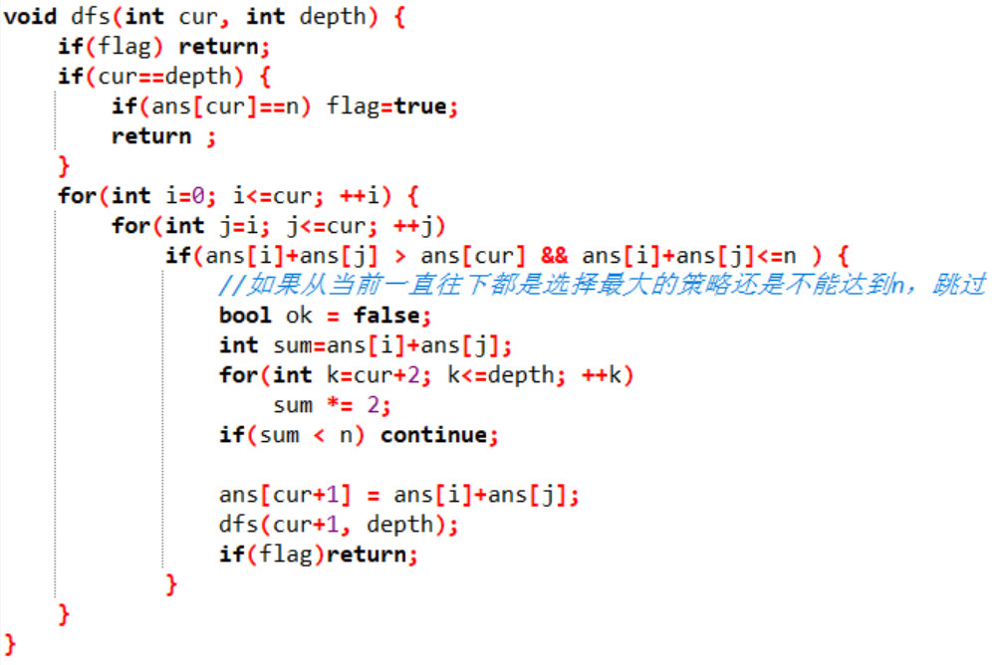 void dfs(int cur, int depth) {
    if(flag) return;
    if(cur==depth) {
        if(ans[cur]==n) flag=true;
        return ;
    }
    for(int i=0; i<=cur; ++i) {
        for(int j=i; j<=cur; ++j)
            if(ans[i]+ans[j] > ans[cur] && ans[i]+ans[j]<=n ) {
                //如果从当前一直往下都是选择最大的策略还是不能达到n，跳过
                bool ok = false;
                int sum=ans[i]+ans[j];
                for(int k=cur+2; k<=depth; ++k)
                    sum *= 2;
                if(sum < n) continue;

                ans[cur+1] = ans[i]+ans[j];
                dfs(cur+1, depth);
                if(flag)return;
            }
    }
}